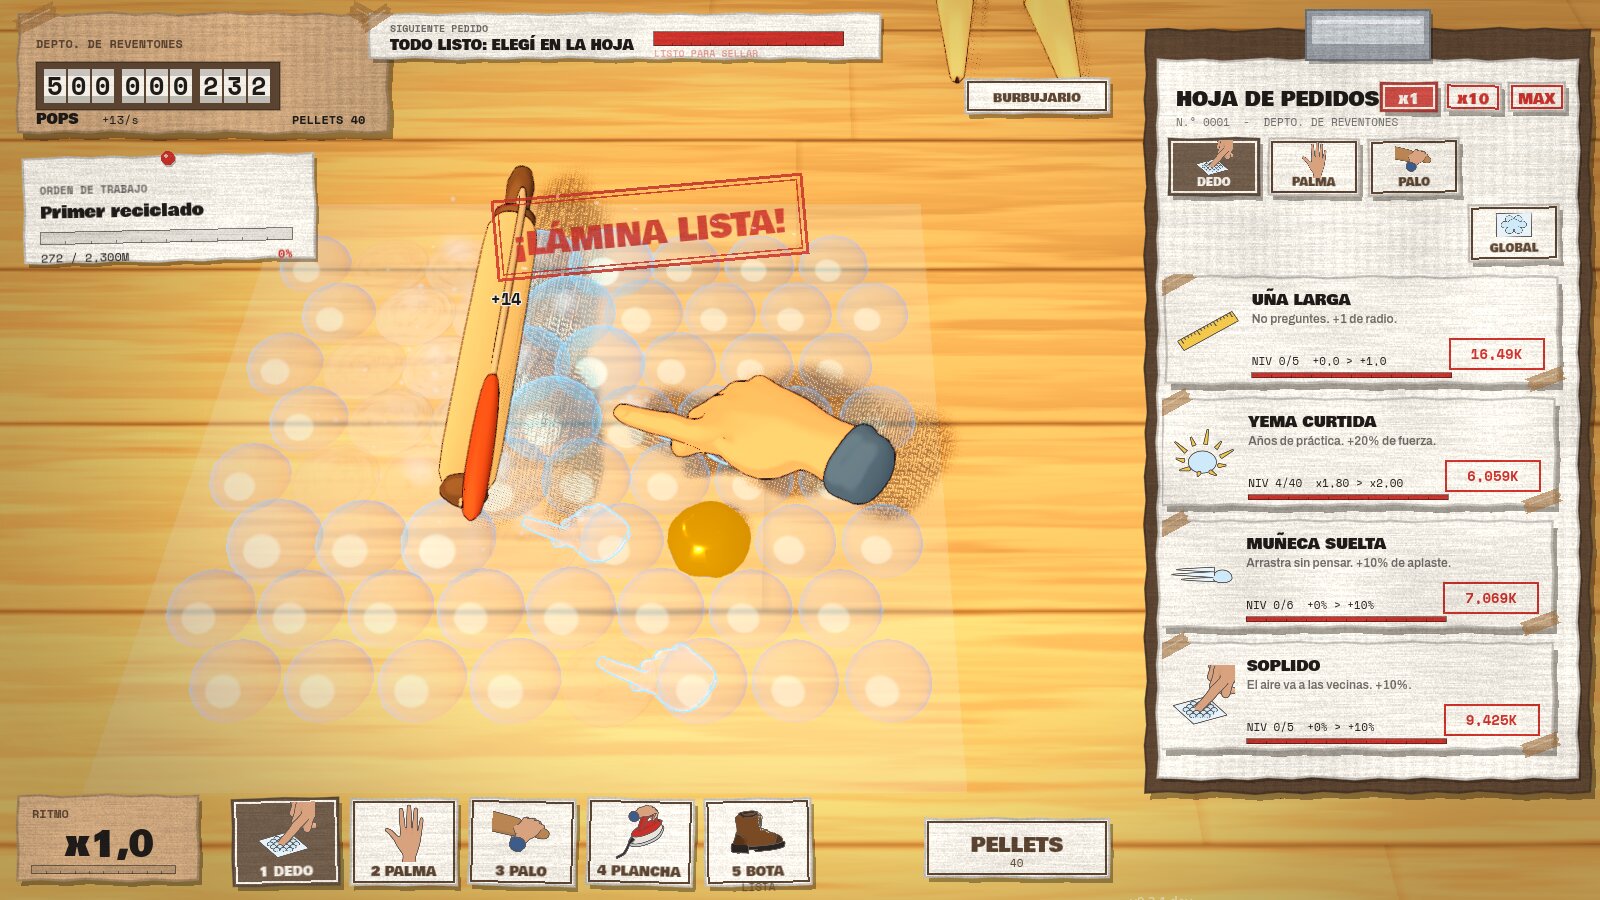 DEPTO. DE REVENTONES
500 000 232
POPS +13/s PELLETS 40
SIGUIENTE PEDIDO
TODO LISTO: ELEGÍ EN LA HOJA
LISTO PARA SELLAR
BURBUJARIO
ORDEN DE TRABAJO
Primer reciclado
272 / 2,300M 0%
¡LÁMINA LISTA!
+14
HOJA DE PEDIDOS x1 x10 MAX
N.° 0001 - DEPTO. DE REVENTONES
DEDO PALMA PALO
GLOBAL
UÑA LARGA
No preguntes. +1 de radio.
NIV 0/5 +0,0 > +1,0
16,49K
YEMA CURTIDA
Años de práctica. +20% de fuerza.
NIV 4/40 x1,80 > x2,00
6,059K
MUÑECA SUELTA
Arrastra sin pensar. +10% de aplaste.
NIV 0/6 +0% > +10%
7,069K
SOPLIDO
El aire va a las vecinas. +10%.
NIV 0/5 +0% > +10%
9,425K
RITMO
x1,0
1 DEDO 2 PALMA 3 PALO 4 PLANCHA 5 BOTA
LISTA
PELLETS
40